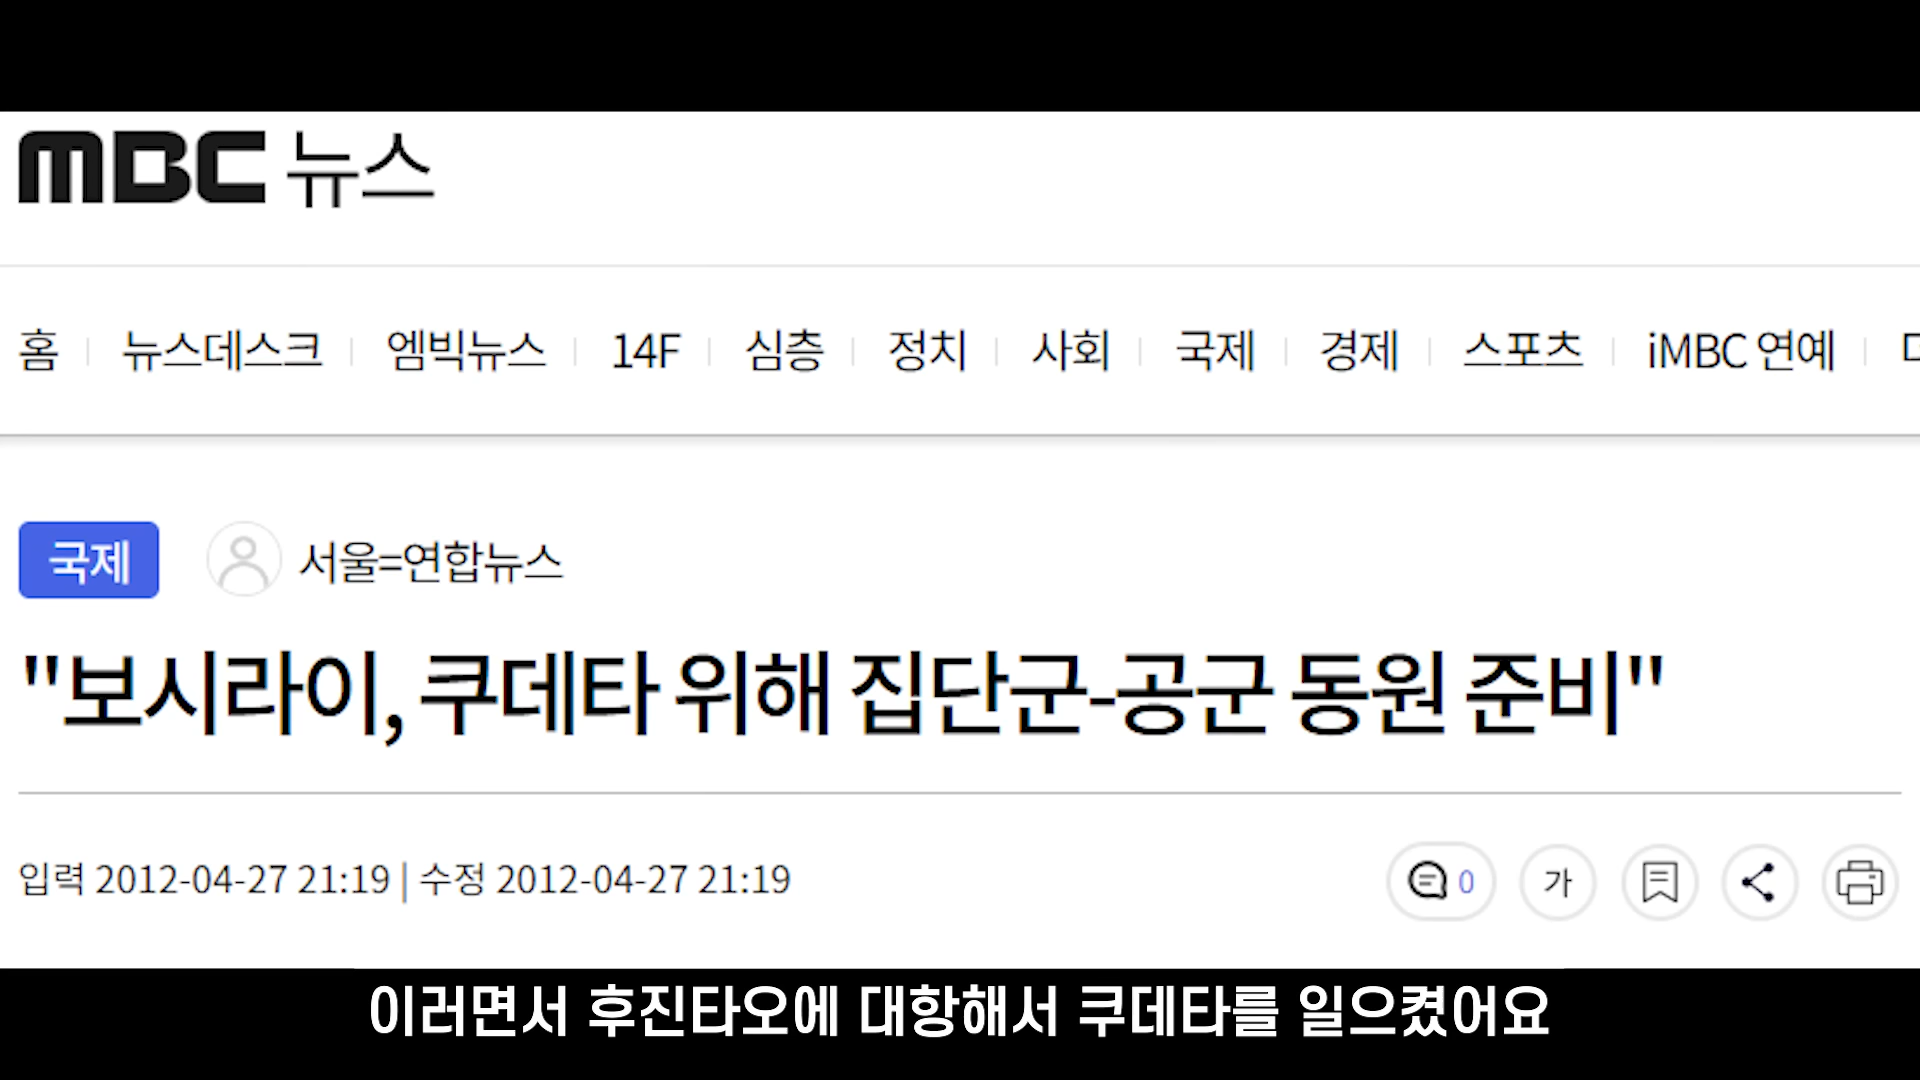 MBC 뉴스
홈 뉴스데스크 엠빅뉴스 14F 심층 정치 사회 국제 경제 스포츠 iMBC 연예
국제 서울=연합뉴스
"보시라이, 쿠데타 위해 집단군-공군 동원 준비"
입력 2012-04-27 21:19 | 수정 2012-04-27 21:19 0 가
이러면서 후진타오에 대항해서 쿠데타를 일으켰어요